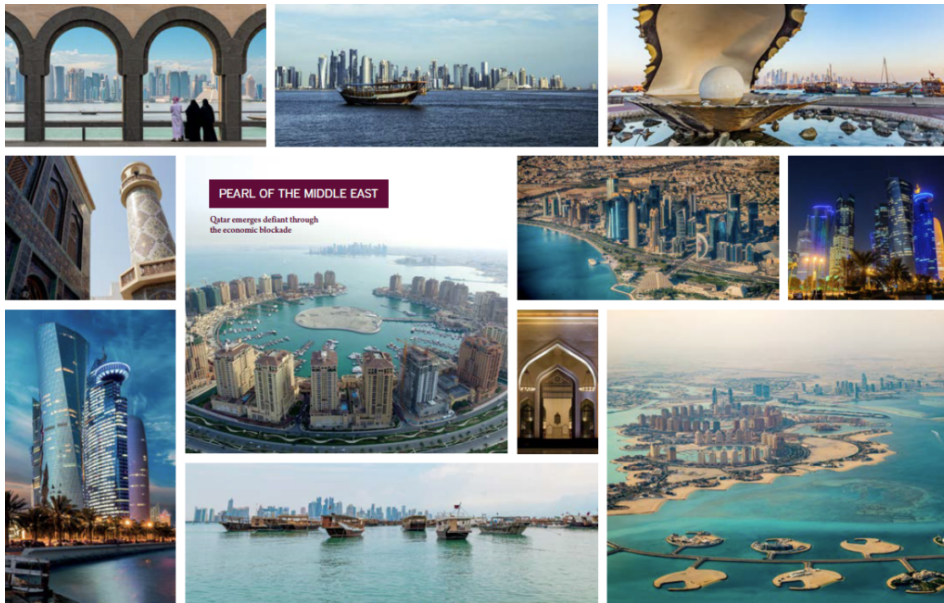 PEARL OF THE MIDDLE EAST
Qatar emerges defiant through
the economic blockade